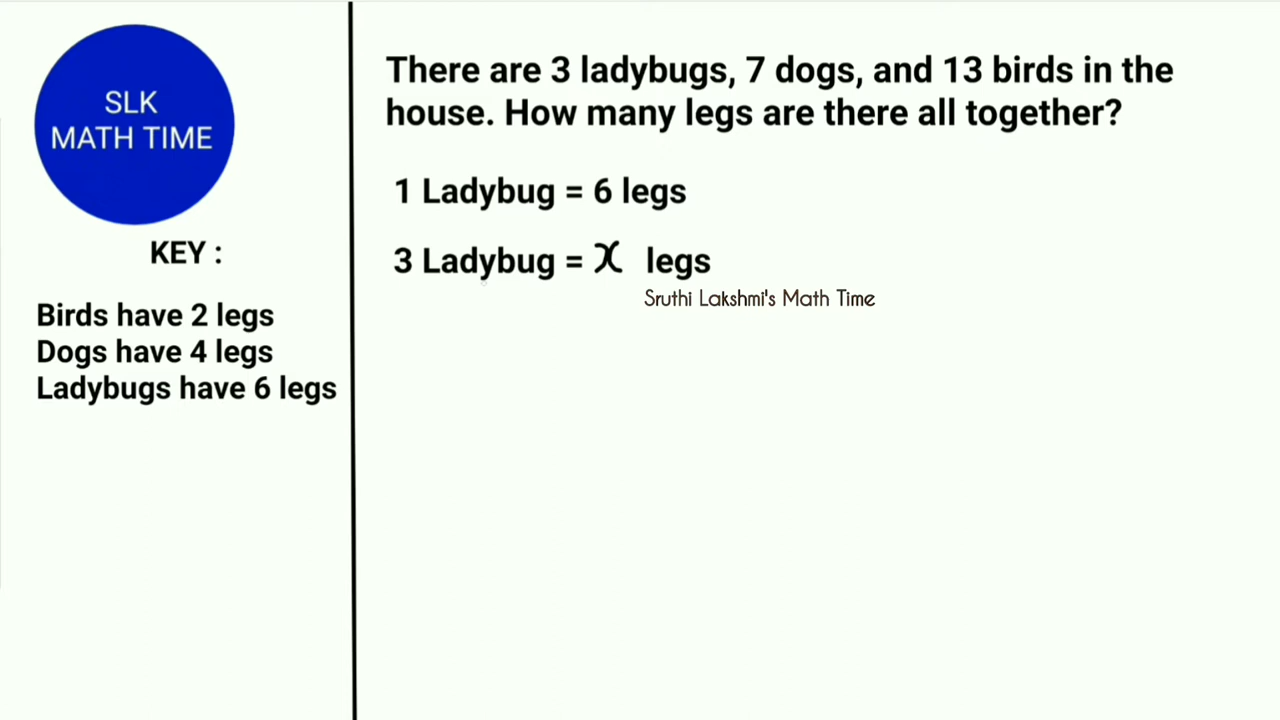 SLK
MATH TIME
KEY :
Birds have 2 legs
Dogs have 4 legs
Ladybugs have 6 legs
There are 3 ladybugs, 7 dogs, and 13 birds in the
house. How many legs are there all together?
1 Ladybug = 6 legs
3 Ladybug = x legs
Sruthi Lakshmi's Math Time